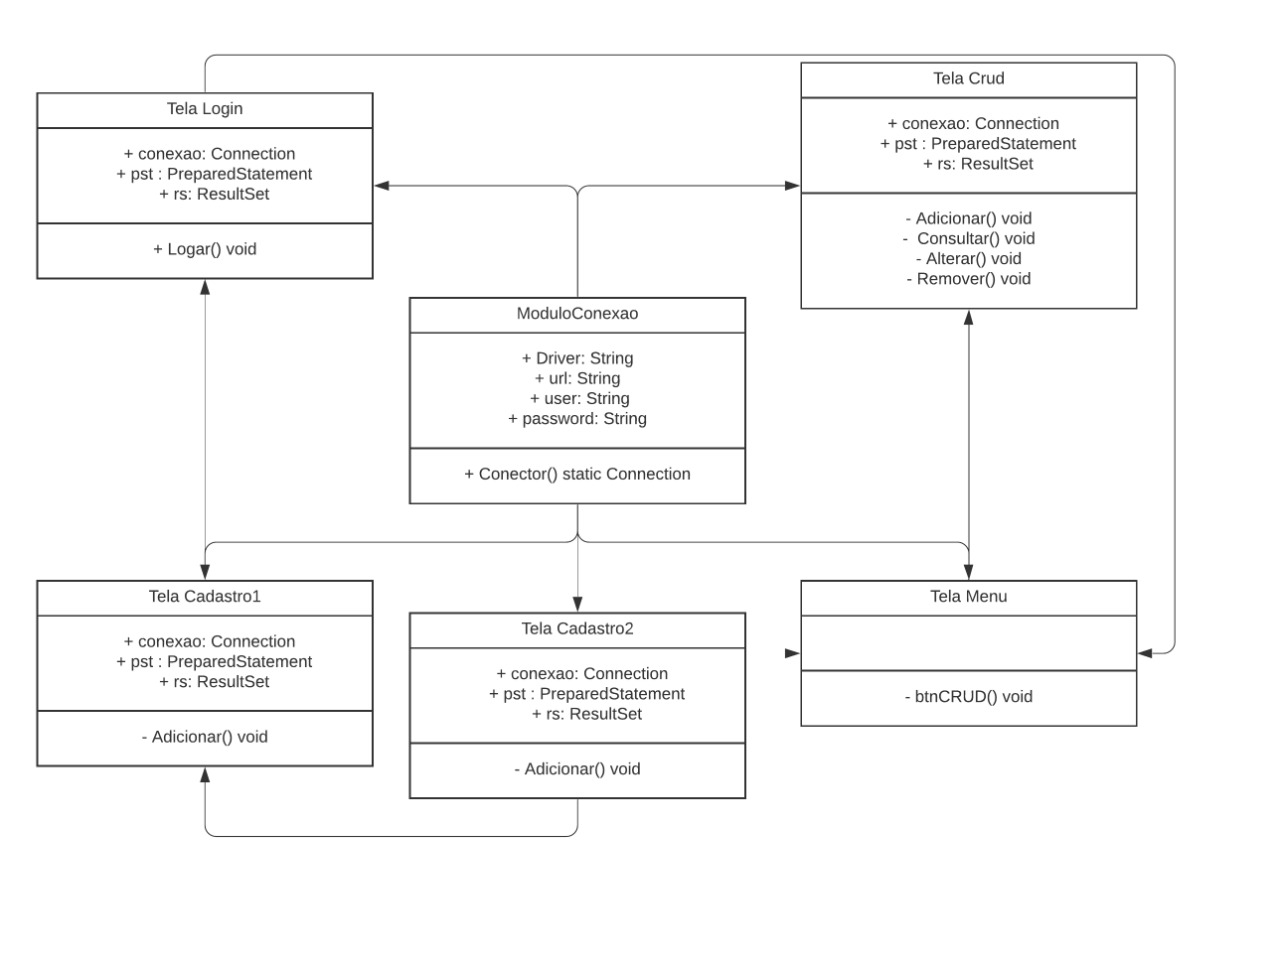 Tela Login
+ conexao: Connection
+ pst : PreparedStatement
+ rs: ResultSet
+ Logar() void
Tela Crud
+ conexao: Connection
+ pst : PreparedStatement
+ rs: ResultSet
- Adicionar() void
- Consultar() void
- Alterar() void
- Remover() void
ModuloConexao
+ Driver: String
+ url: String
+ user: String
+ password: String
+ Conector() static Connection
Tela Cadastro1
+ conexao: Connection
+ pst : PreparedStatement
+ rs: ResultSet
- Adicionar() void
Tela Cadastro2
+ conexao: Connection
+ pst : PreparedStatement
+ rs: ResultSet
- Adicionar() void
Tela Menu
- btnCRUD() void